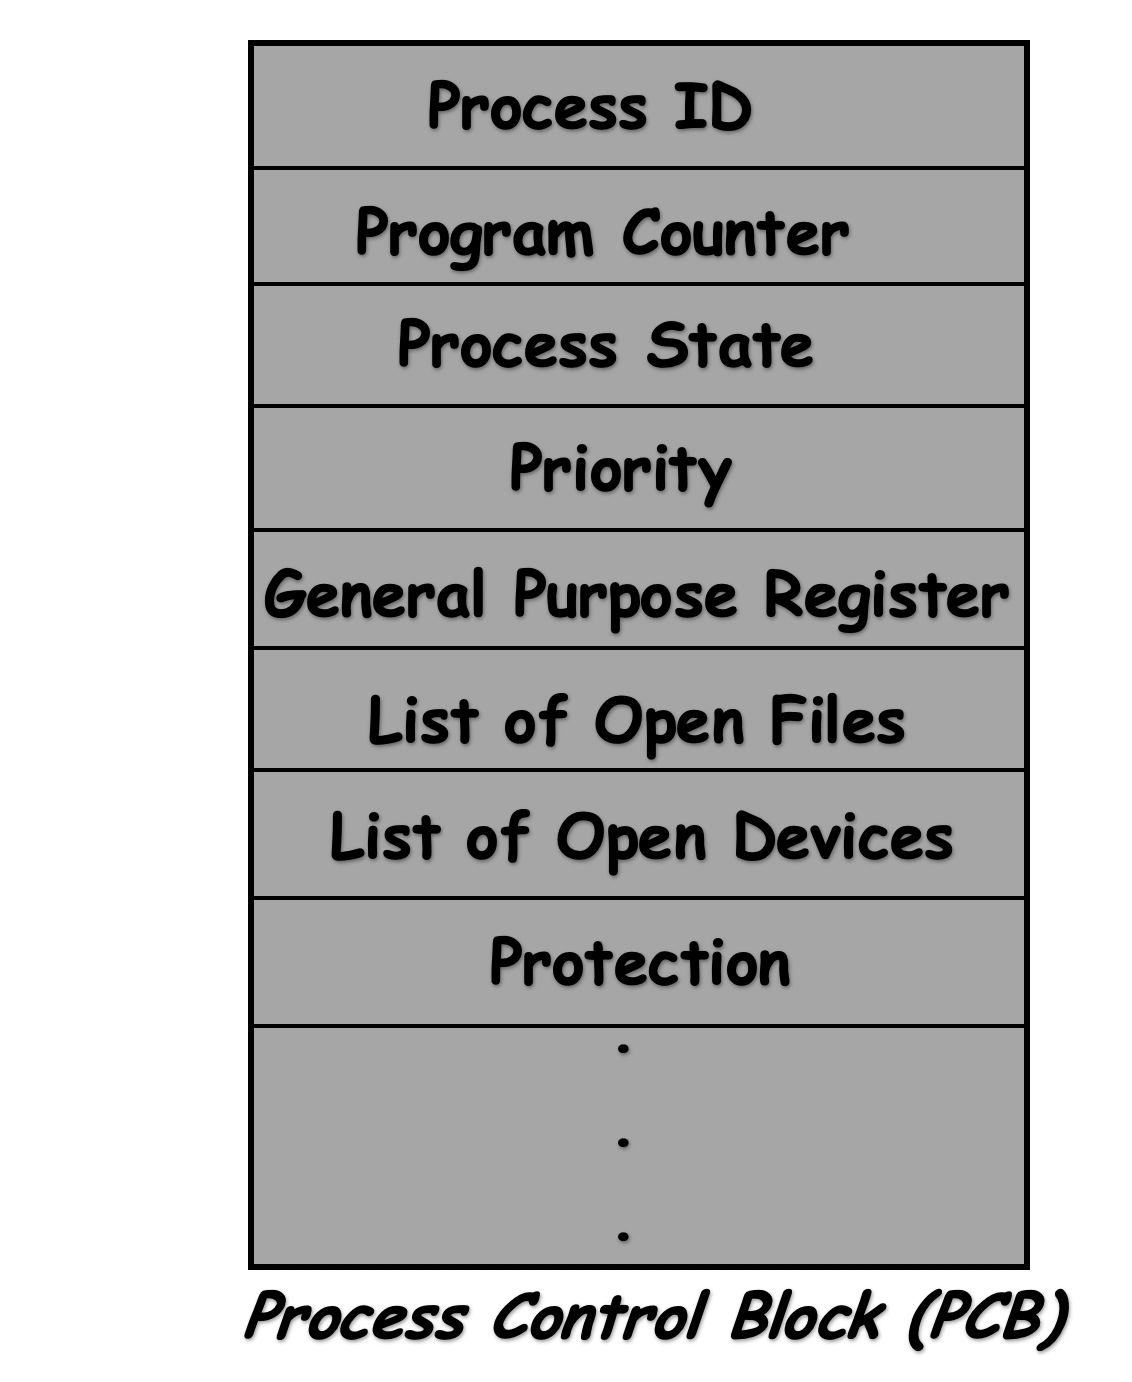 Process ID
Program Counter
Process State
Priority
General Purpose Register
List of Open Files
List of Open Devices
Protection
.
.
.
Process Control Block (PCB)